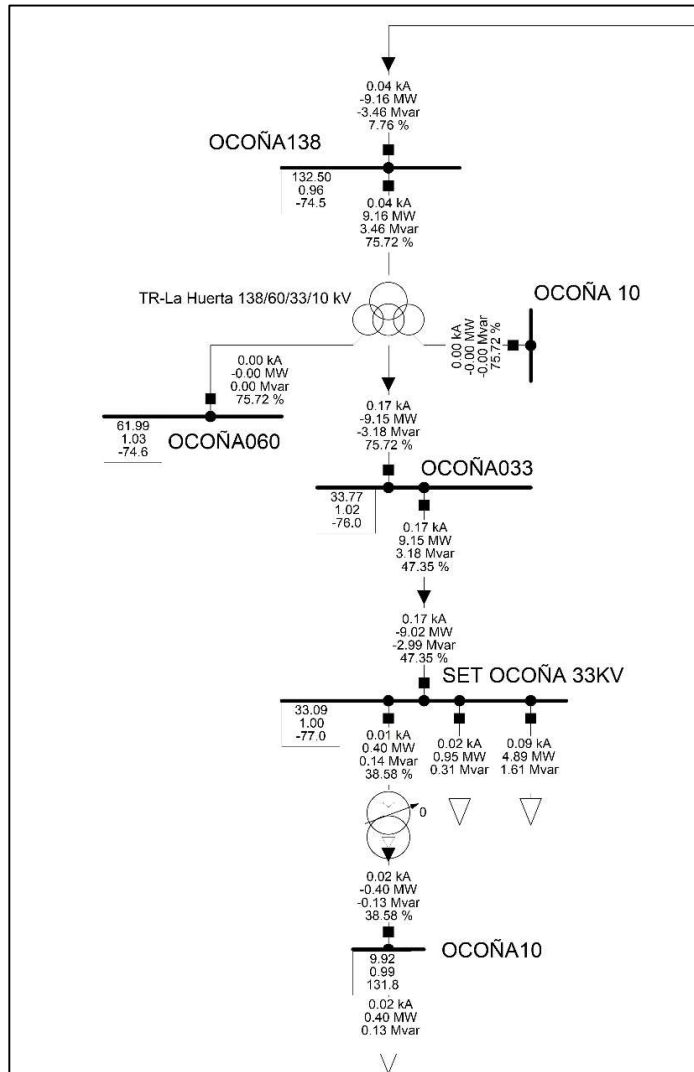 0.04 kA
-9.16 MW
-3.46 Mvar
7.76 %
OCOÑA138
132.50
0.96
-74.5
0.04 kA
9.16 MW
3.46 Mvar
75.72 %
TR-La Huerta 138/60/33/10 kV
OCOÑA 10
0.00 kA
-0.00 MW
-0.00 Mvar
75.72 %
0.00 kA
-0.00 MW
0.00 Mvar
75.72 %
61.99
1.03
-74.6
OCOÑA060
0.17 kA
-9.15 MW
-3.18 Mvar
75.72 %
OCOÑA033
33.77
1.02
-76.0
0.17 kA
9.15 MW
3.18 Mvar
47.35 %
0.17 kA
-9.02 MW
-2.99 Mvar
47.35 %
SET OCOÑA 33KV
33.09
1.00
-77.0
0.01 kA
0.40 MW
0.14 Mvar
38.58 %
0.02 kA
0.95 MW
0.31 Mvar
0.09 kA
4.89 MW
1.61 Mvar
0
0.02 kA
-0.40 MW
-0.13 Mvar
38.58 %
OCOÑA10
9.92
0.99
131.8
0.02 kA
0.40 MW
0.13 Mvar